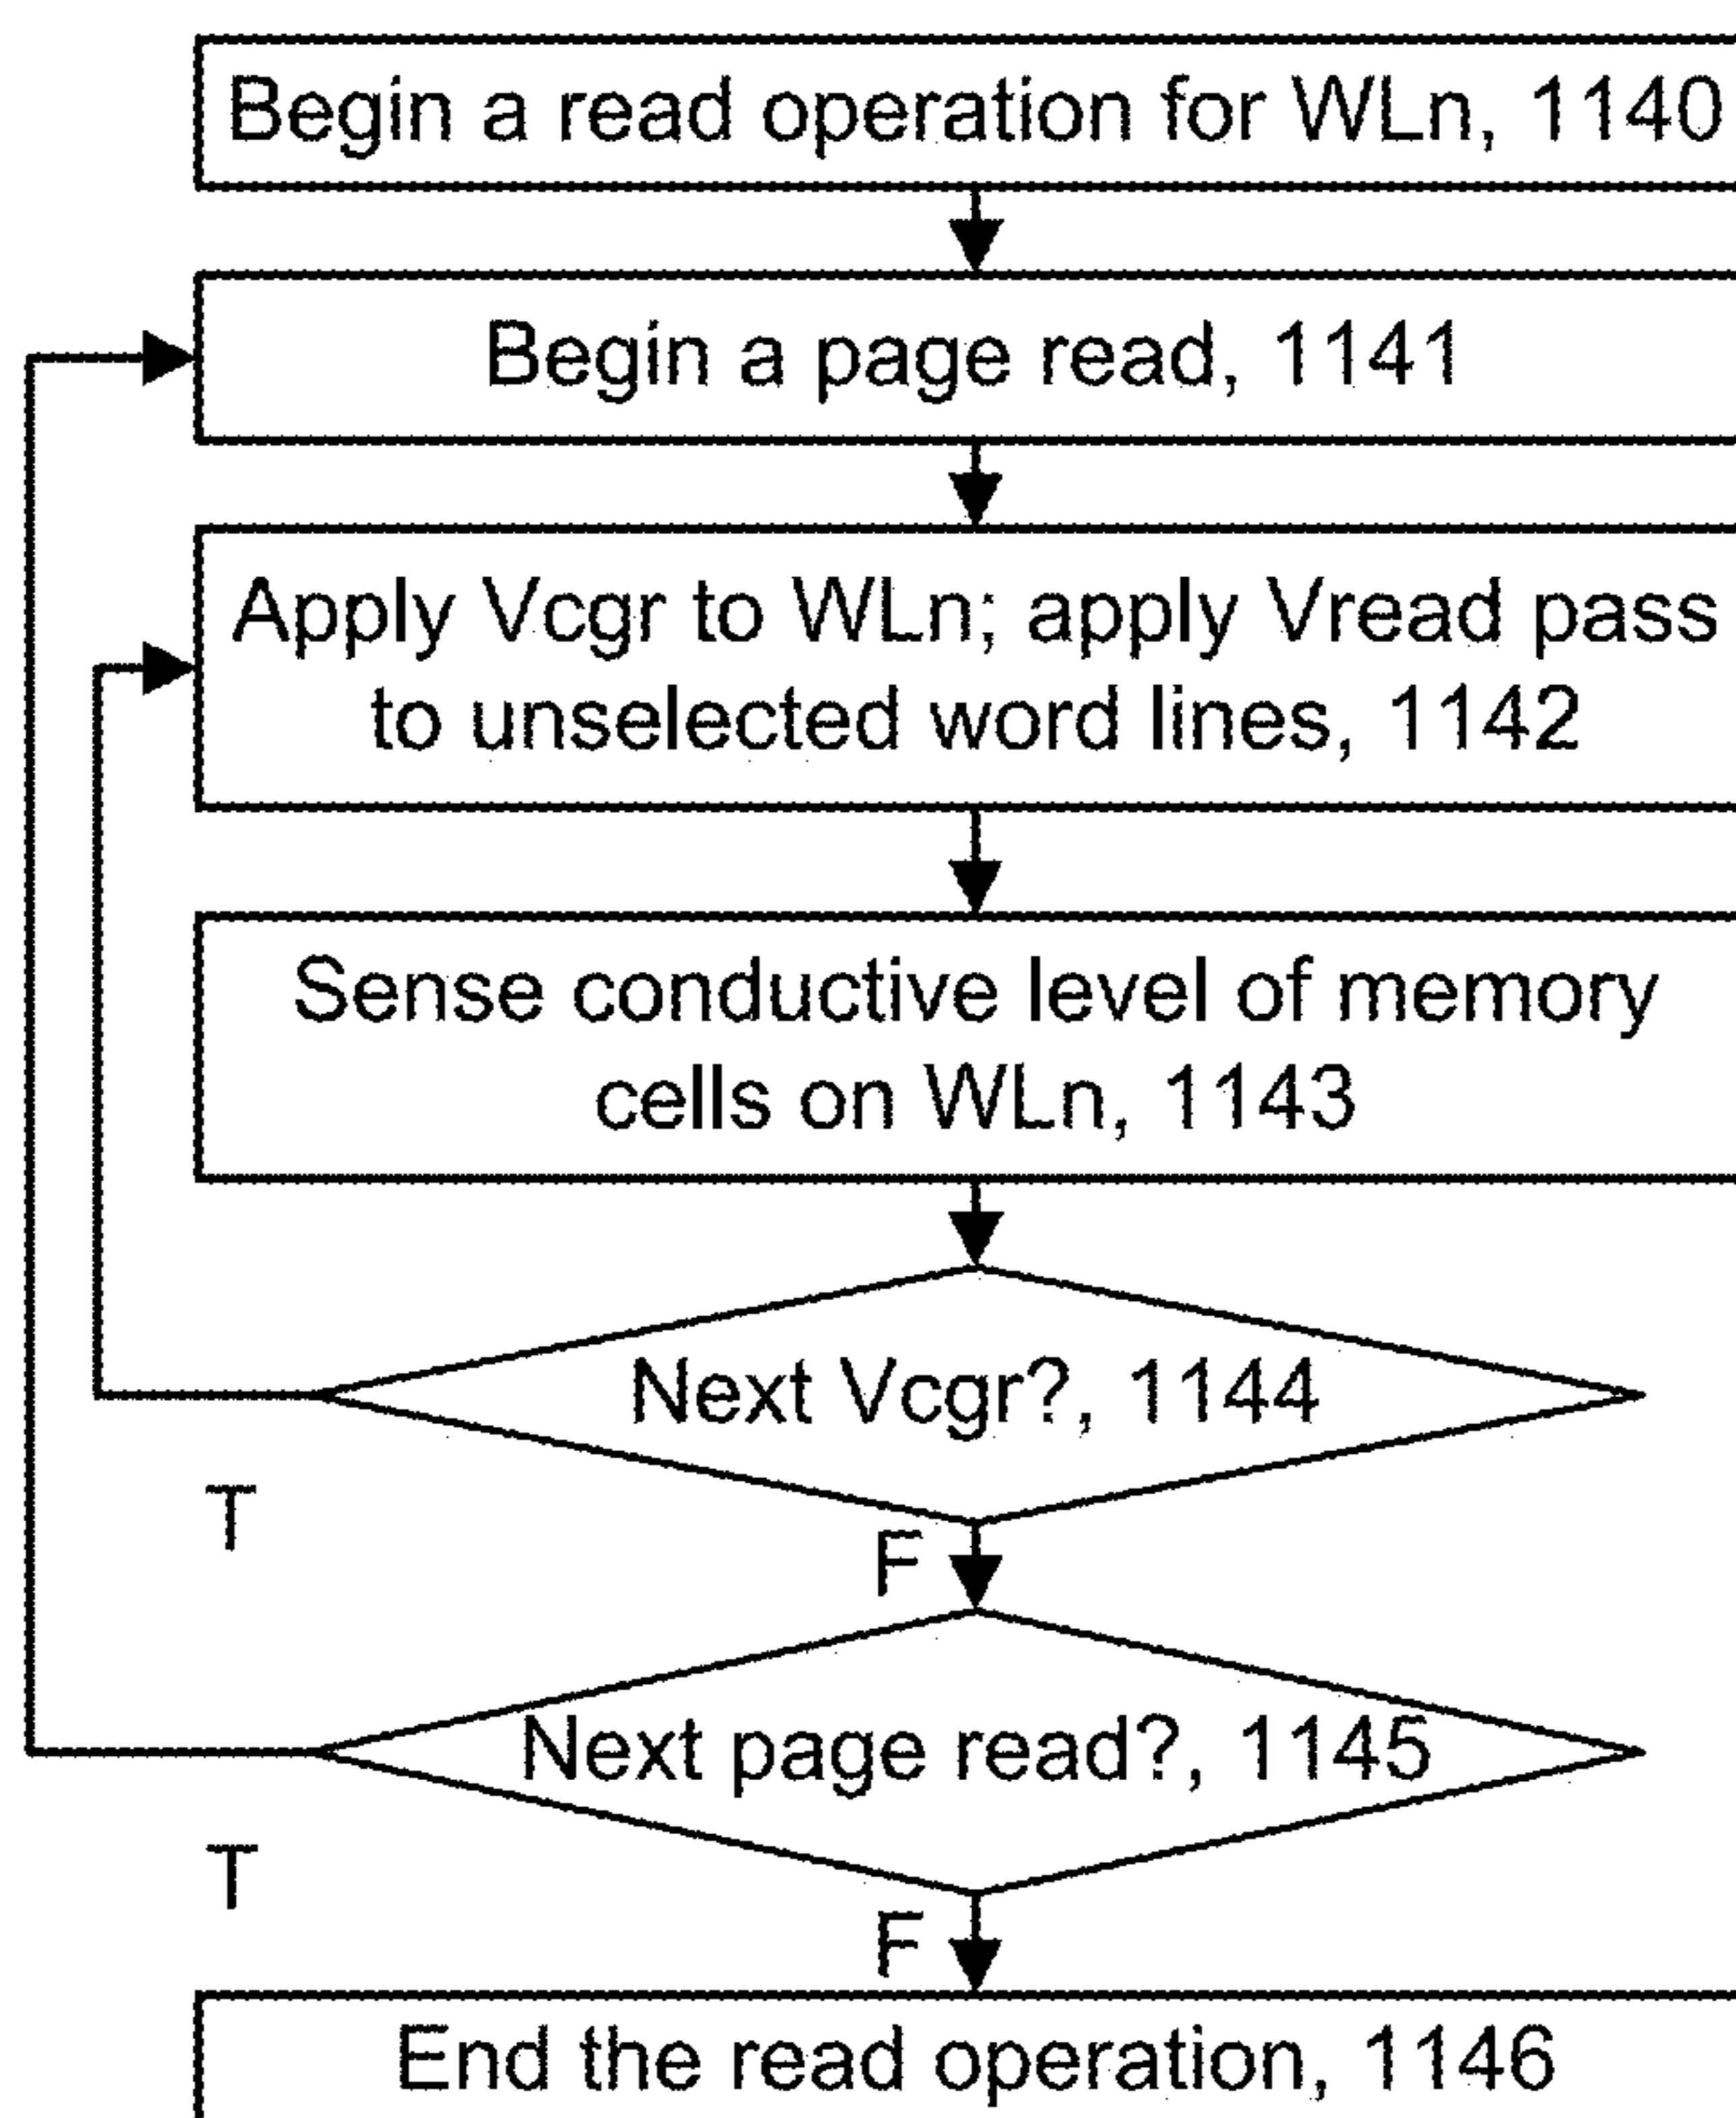 Begin a read operation for WLn, 1140
Begin a page read, 1141
Apply Vcgr to WLn; apply Vread pass
to unselected word lines, 1142
Sense conductive level of memory
cells on WLn, 1143
Next Vcgr?, 1144
T
F
Next page read?, 1145
T
F
End the read operation, 1146